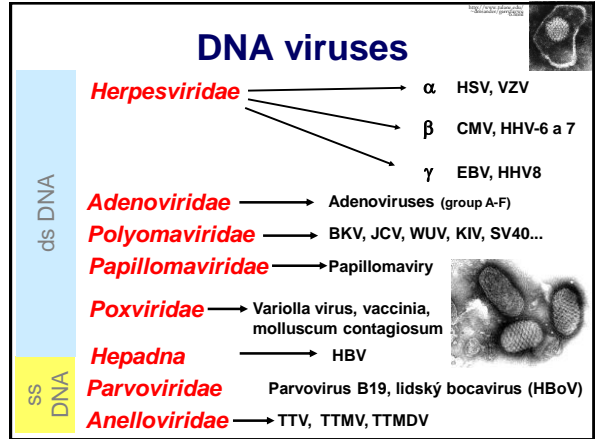 DNA viruses
ds DNA
Herpesviridae
α HSV, VZV
β CMV, HHV-6 a 7
γ EBV, HHV8
Adenoviridae Adenoviruses (group A-F)
Polyomaviridae BKV, JCV, WUV, KIV, SV40...
Papillomaviridae Papillomaviry
Poxviridae Variolla virus, vaccinia,
molluscum contagiosum
Hepadna HBV
ss
DNA
Parvoviridae Parvovirus B19, lidský bocavirus (HBoV)
Anelloviridae TTV, TTMV, TTMDV